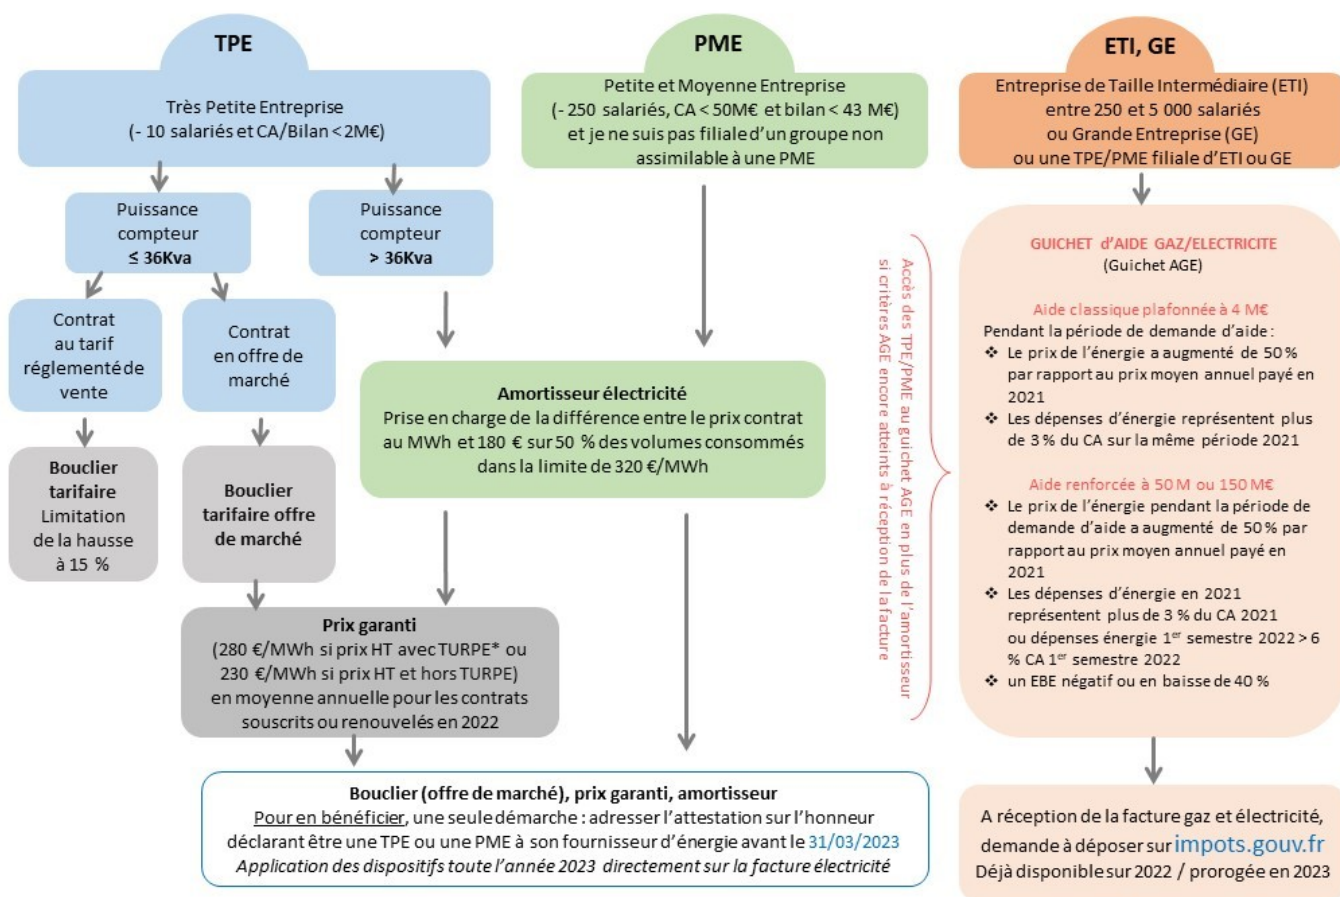 TPE
Très Petite Entreprise
(- 10 salariés et CA/Bilan < 2M€)
Puissance
compteur
≤ 36Kva
Puissance
compteur
> 36Kva
Contrat
au tarif
réglementé de
vente
Contrat
en offre de
marché
Bouclier
tarifaire
Limitation
de la hausse
à 15 %
Bouclier
tarifaire offre
de marché
PME
Petite et Moyenne Entreprise
(- 250 salariés, CA < 50M€ et bilan < 43 M€)
et je ne suis pas filiale d’un groupe non
assimilable à une PME
Amortisseur électricité
Prise en charge de la différence entre le prix contrat
au MWh et 180 € sur 50 % des volumes consommés
dans la limite de 320 €/MWh
Prix garanti
(280 €/MWh si prix HT avec TURPE* ou
230 €/MWh si prix HT et hors TURPE)
en moyenne annuelle pour les contrats
souscrits ou renouvelés en 2022
Bouclier (offre de marché), prix garanti, amortisseur
Pour en bénéficier, une seule démarche : adresser l’attestation sur l’honneur
déclarant être une TPE ou une PME à son fournisseur d’énergie avant le 31/03/2023
Application des dispositifs toute l’année 2023 directement sur la facture électricité
Accès des TPE/PME au guichet AGE en plus de l’amortisseur
si critères AGE encore atteints à réception de la facture
ETI, GE
Entreprise de Taille Intermédiaire (ETI)
entre 250 et 5 000 salariés
ou Grande Entreprise (GE)
ou une TPE/PME filiale d’ETI ou GE
GUICHET d’AIDE GAZ/ELECTRICITE
(Guichet AGE)
Aide classique plafonnée à 4 M€
Pendant la période de demande d’aide :
❖ Le prix de l’énergie a augmenté de 50 %
par rapport au prix moyen annuel payé en
2021
❖ Les dépenses d’énergie représentent plus
de 3 % du CA sur la même période 2021
Aide renforcée à 50 M ou 150 M€
❖ Le prix de l’énergie pendant la période de
demande d’aide a augmenté de 50 % par
rapport au prix moyen annuel payé en
2021
❖ Les dépenses d’énergie en 2021
représentent plus de 3 % du CA 2021
ou dépenses énergie 1er semestre 2022 > 6
% CA 1er semestre 2022
❖ un EBE négatif ou en baisse de 40 %
A réception de la facture gaz et électricité,
demande à déposer sur impots.gouv.fr
Déjà disponible sur 2022 / prorogée en 2023